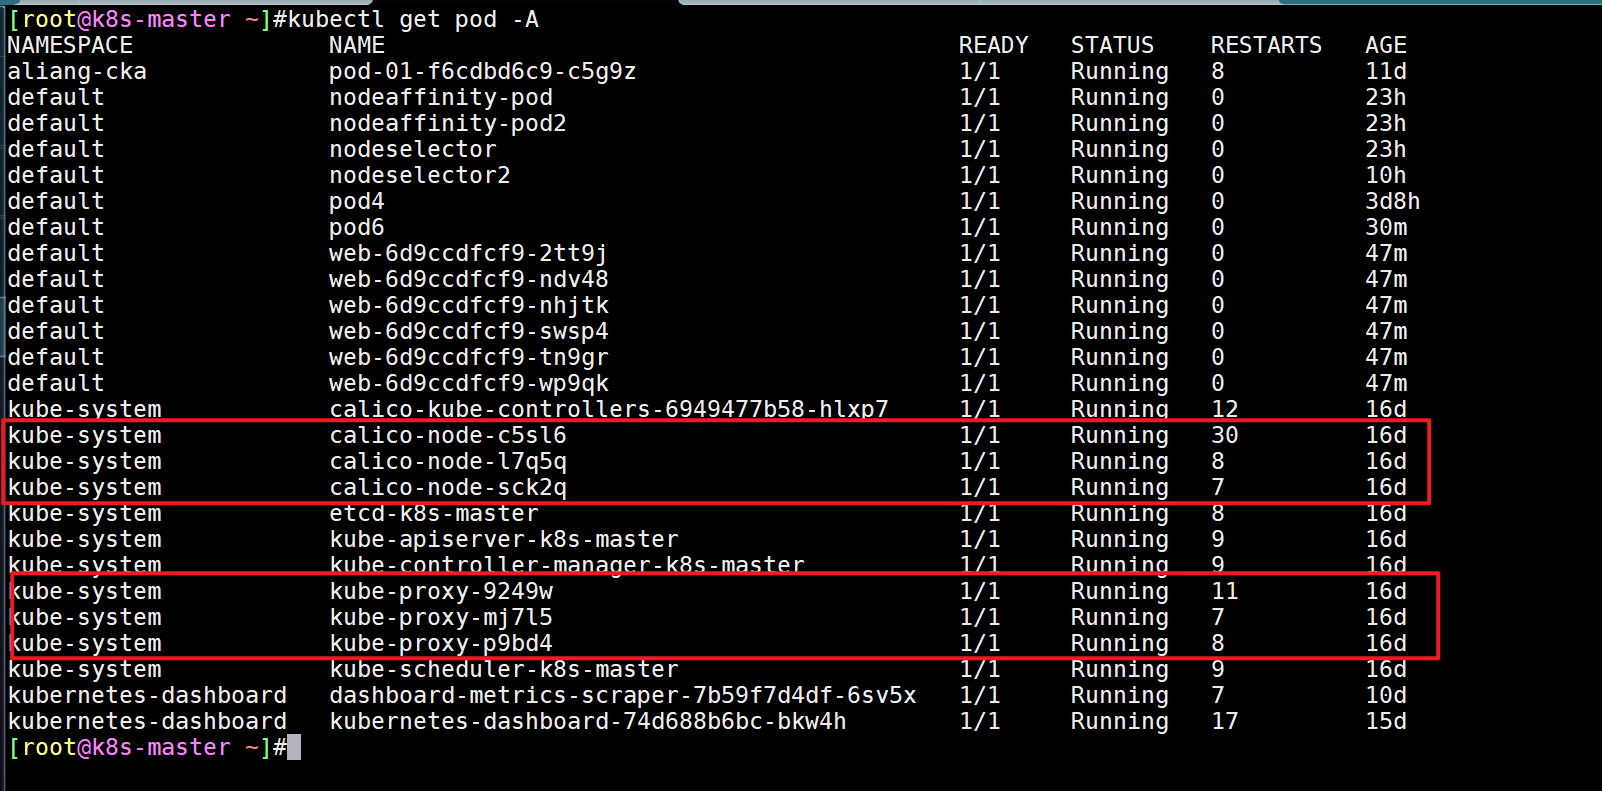 [root@k8s-master ~]#kubectl get pod -A
NAMESPACE NAME READY STATUS RESTARTS AGE
aliang-cka pod-01-f6cdbd6c9-c5g9z 1/1 Running 8 11d
default nodeaffinity-pod 1/1 Running 0 23h
default nodeaffinity-pod2 1/1 Running 0 23h
default nodeselector 1/1 Running 0 23h
default nodeselector2 1/1 Running 0 10h
default pod4 1/1 Running 0 3d8h
default pod6 1/1 Running 0 30m
default web-6d9ccdfcf9-2tt9j 1/1 Running 0 47m
default web-6d9ccdfcf9-ndv48 1/1 Running 0 47m
default web-6d9ccdfcf9-nhjtk 1/1 Running 0 47m
default web-6d9ccdfcf9-swsp4 1/1 Running 0 47m
default web-6d9ccdfcf9-tn9gr 1/1 Running 0 47m
default web-6d9ccdfcf9-wp9qk 1/1 Running 0 47m
kube-system calico-kube-controllers-6949477b58-hlxp7 1/1 Running 12 16d
kube-system calico-node-c5sl6 1/1 Running 30 16d
kube-system calico-node-l7q5q 1/1 Running 8 16d
kube-system calico-node-sck2q 1/1 Running 7 16d
kube-system etcd-k8s-master 1/1 Running 8 16d
kube-system kube-apiserver-k8s-master 1/1 Running 9 16d
kube-system kube-controller-manager-k8s-master 1/1 Running 9 16d
kube-system kube-proxy-9249w 1/1 Running 11 16d
kube-system kube-proxy-mj7l5 1/1 Running 7 16d
kube-system kube-proxy-p9bd4 1/1 Running 8 16d
kube-system kube-scheduler-k8s-master 1/1 Running 9 16d
kubernetes-dashboard dashboard-metrics-scraper-7b59f7d4df-6sv5x 1/1 Running 7 10d
kubernetes-dashboard kubernetes-dashboard-74d688b6bc-bkw4h 1/1 Running 17 15d
[root@k8s-master ~]#